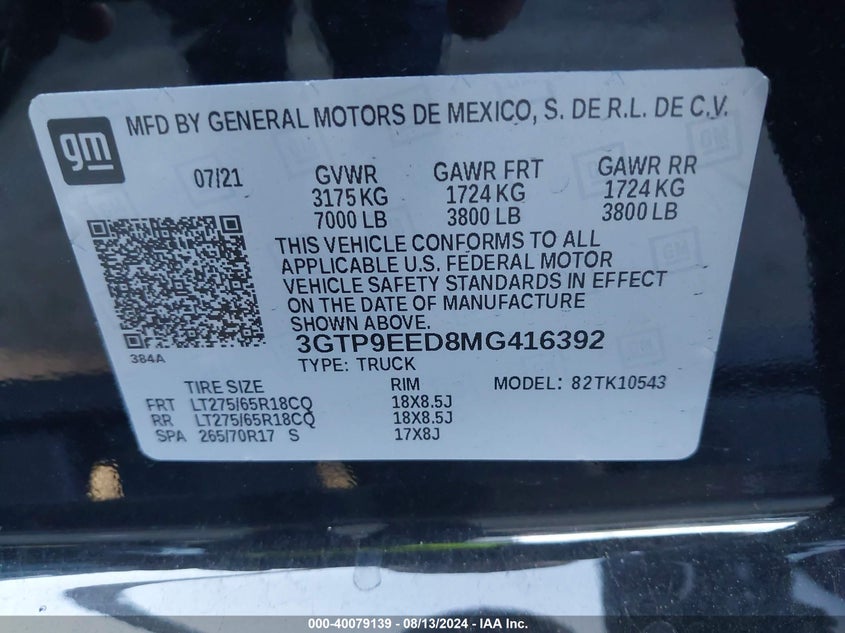 gm
MFD BY GENERAL MOTORS DE MEXICO, S. DE R.L. DE C.V.
07/21 GVWR GAWR FRT GAWR RR
3175 KG 1724 KG 1724 KG
7000 LB 3800 LB 3800 LB
THIS VEHICLE CONFORMS TO ALL
APPLICABLE U.S. FEDERAL MOTOR
VEHICLE SAFETY STANDARDS IN EFFECT
ON THE DATE OF MANUFACTURE
SHOWN ABOVE.
384A
3GTP9EED8MG416392
TYPE: TRUCK
TIRE SIZE RIM MODEL: 82TK10543
FRT LT275/65R18CQ 18X8.5J
RR LT275/65R18CQ 18X8.5J
SPA 265/70R17 S 17X8J
000-40079139 - 08/13/2024 - IAA Inc.